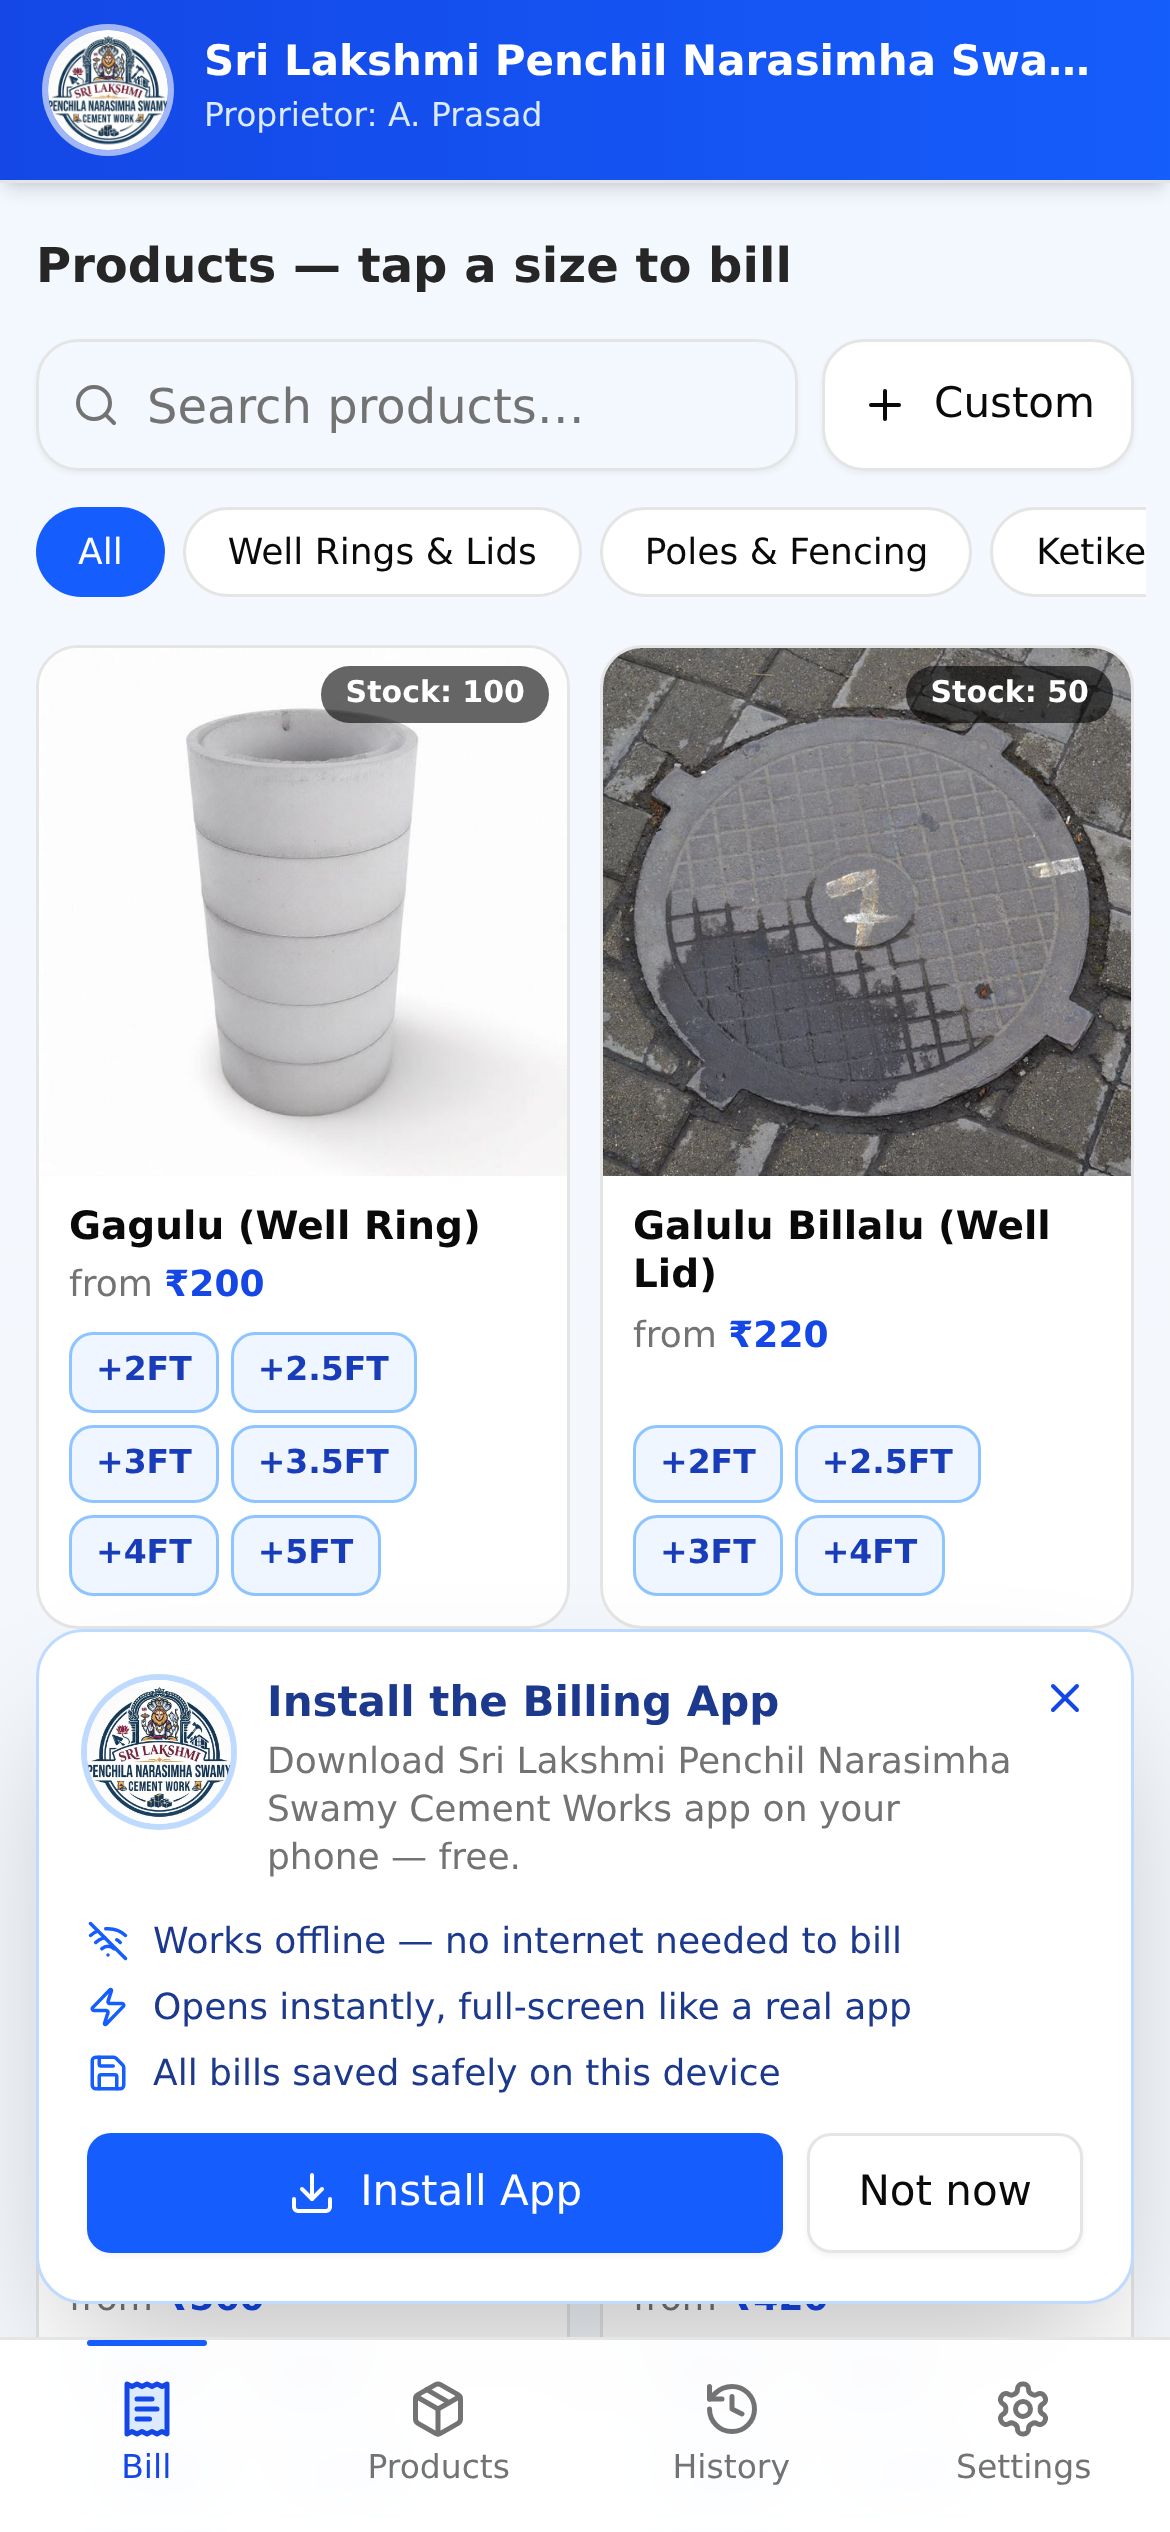 SRI LAKSHMI
PENCHILA NARASIMHA SWAMY
CEMENT WORK
Sri Lakshmi Penchil Narasimha Swa...
Proprietor: A. Prasad
Products — tap a size to bill
Search products...
+ Custom
All
Well Rings & Lids
Poles & Fencing
Ketike
Stock: 100
Stock: 50
7
Gagulu (Well Ring)
from ₹200
+2FT
+2.5FT
+3FT
+3.5FT
+4FT
+5FT
Galulu Billalu (Well
Lid)
from ₹220
+2FT
+2.5FT
+3FT
+4FT
SRI LAKSHMI
PENCHILA NARASIMHA SWAMY
CEMENT WORK
Install the Billing App
Download Sri Lakshmi Penchil Narasimha
Swamy Cement Works app on your
phone — free.
Works offline — no internet needed to bill
Opens instantly, full-screen like a real app
All bills saved safely on this device
Install App
Not now
Bill
Products
History
Settings